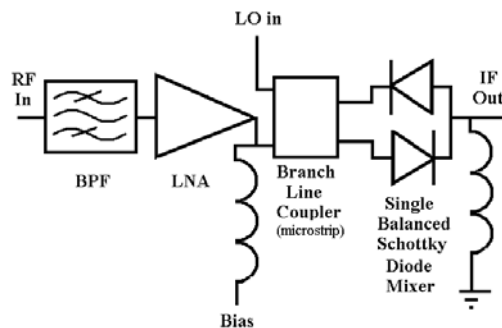 LO in
RF
In
IF
Out
BPF
LNA
Branch
Line
Coupler
(microstrip)
Single
Balanced
Schottky
Diode
Mixer
Bias